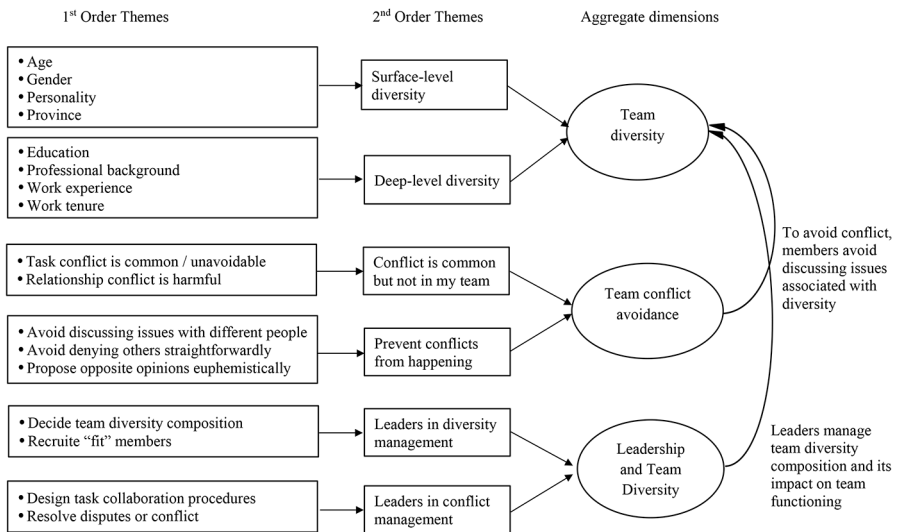 1st Order Themes
2nd Order Themes
Aggregate dimensions
• Age
• Gender
• Personality
• Province
Surface-level
diversity
Team
diversity
• Education
• Professional background
• Work experience
• Work tenure
Deep-level diversity
To avoid conflict,
members avoid
discussing issues
associated with
diversity
• Task conflict is common / unavoidable
• Relationship conflict is harmful
Conflict is common
but not in my team
Team conflict
avoidance
• Avoid discussing issues with different people
• Avoid denying others straightforwardly
• Propose opposite opinions euphemistically
Prevent conflicts
from happening
• Decide team diversity composition
• Recruite “fit” members
Leaders in diversity
management
Leadership
and Team
Diversity
Leaders manage
team diversity
composition and its
impact on team
functioning
• Design task collaboration procedures
• Resolve disputes or conflict
Leaders in conflict
management